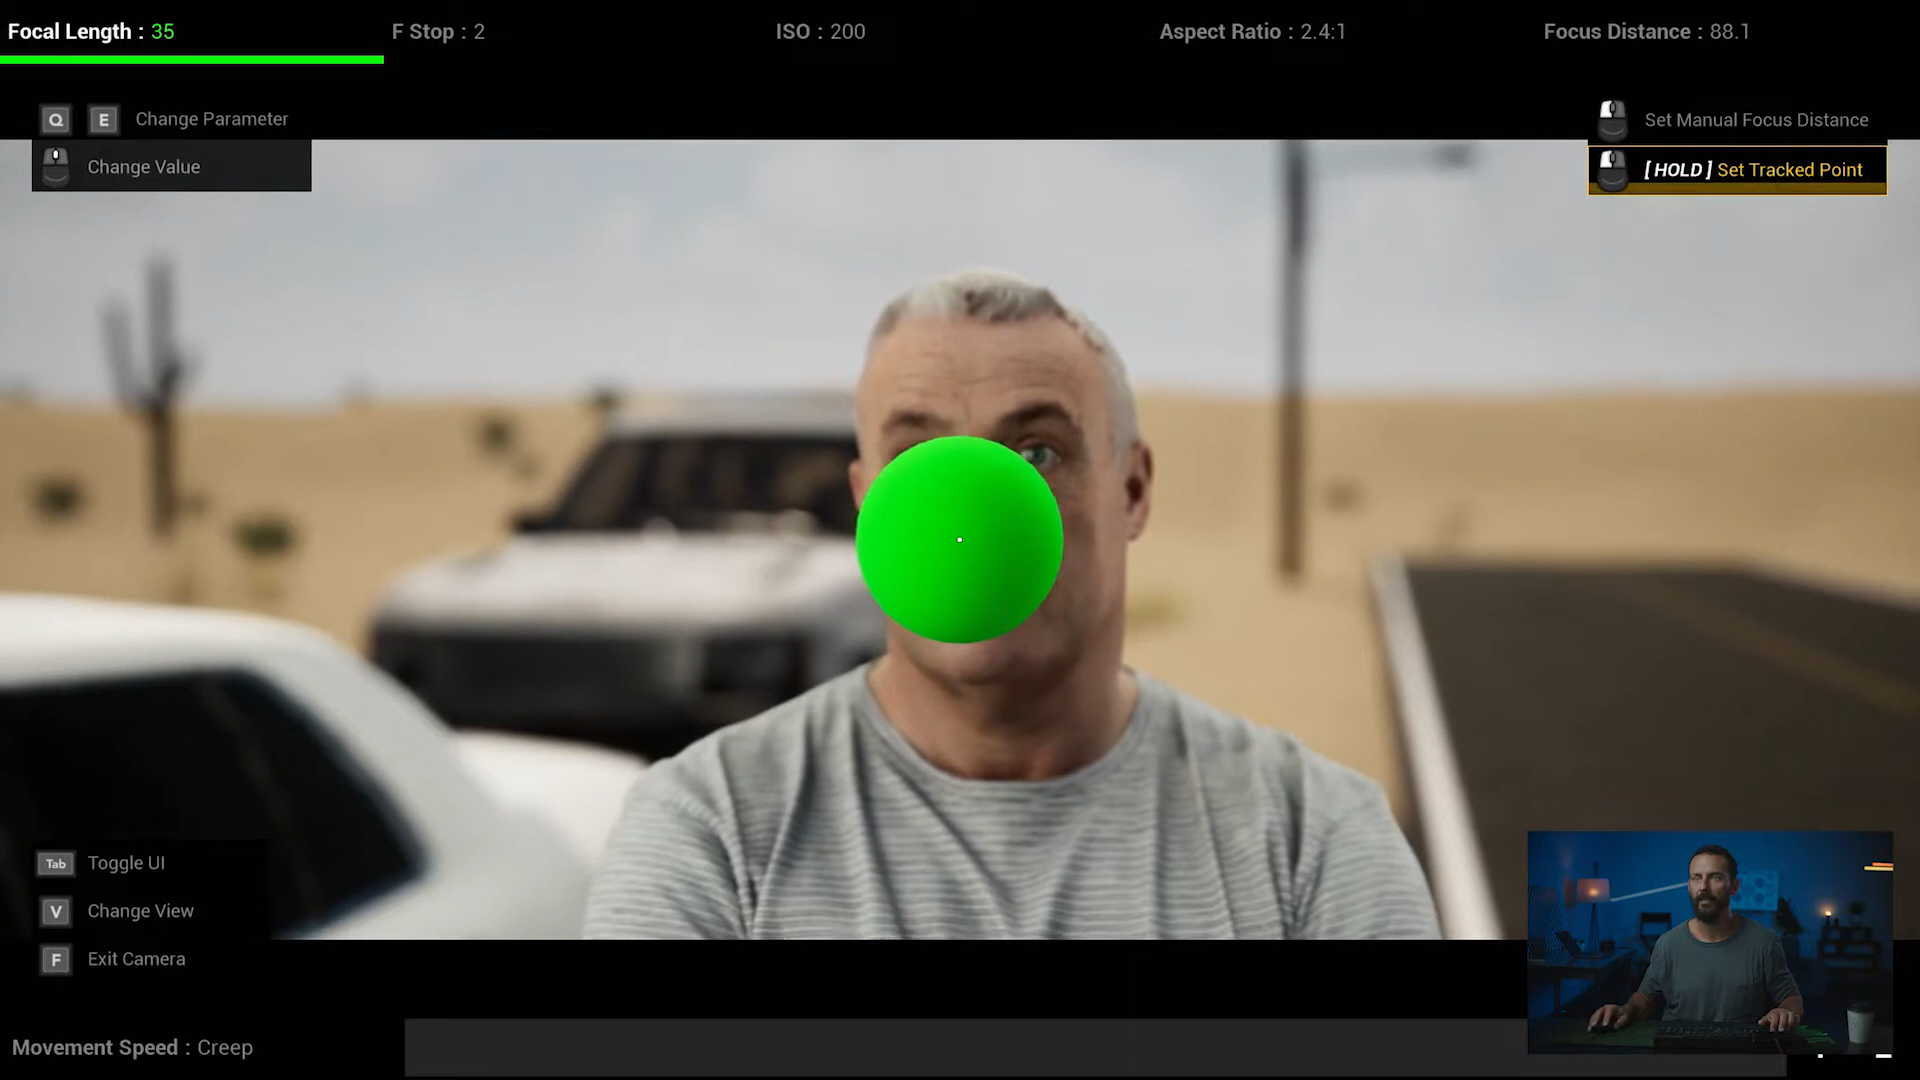 Focal Length : 35
F Stop : 2
ISO : 200
Aspect Ratio : 2.4:1
Focus Distance : 88.1
Q E Change Parameter
Change Value
Set Manual Focus Distance
[ HOLD ] Set Tracked Point
Tab Toggle UI
V Change View
F Exit Camera
Movement Speed : Creep